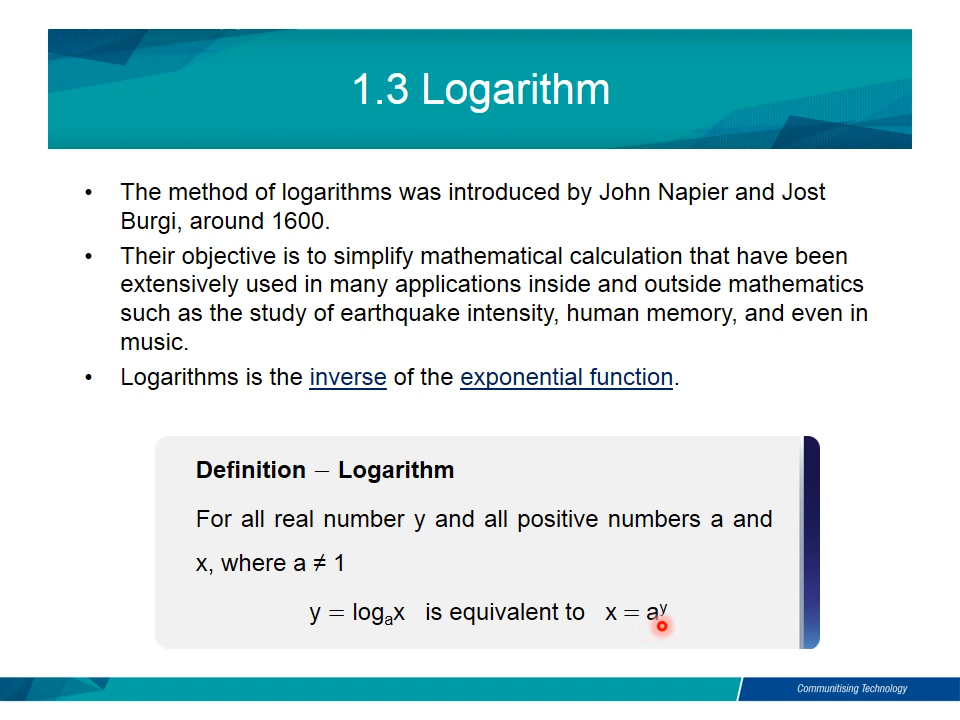 1.3 Logarithm
• The method of logarithms was introduced by John Napier and Jost
Burgi, around 1600.
• Their objective is to simplify mathematical calculation that have been
extensively used in many applications inside and outside mathematics
such as the study of earthquake intensity, human memory, and even in
music.
• Logarithms is the inverse of the exponential function.
Definition – Logarithm
For all real number y and all positive numbers a and
x, where a ≠ 1
y = logₐx is equivalent to x = aʸ
Communitising Technology